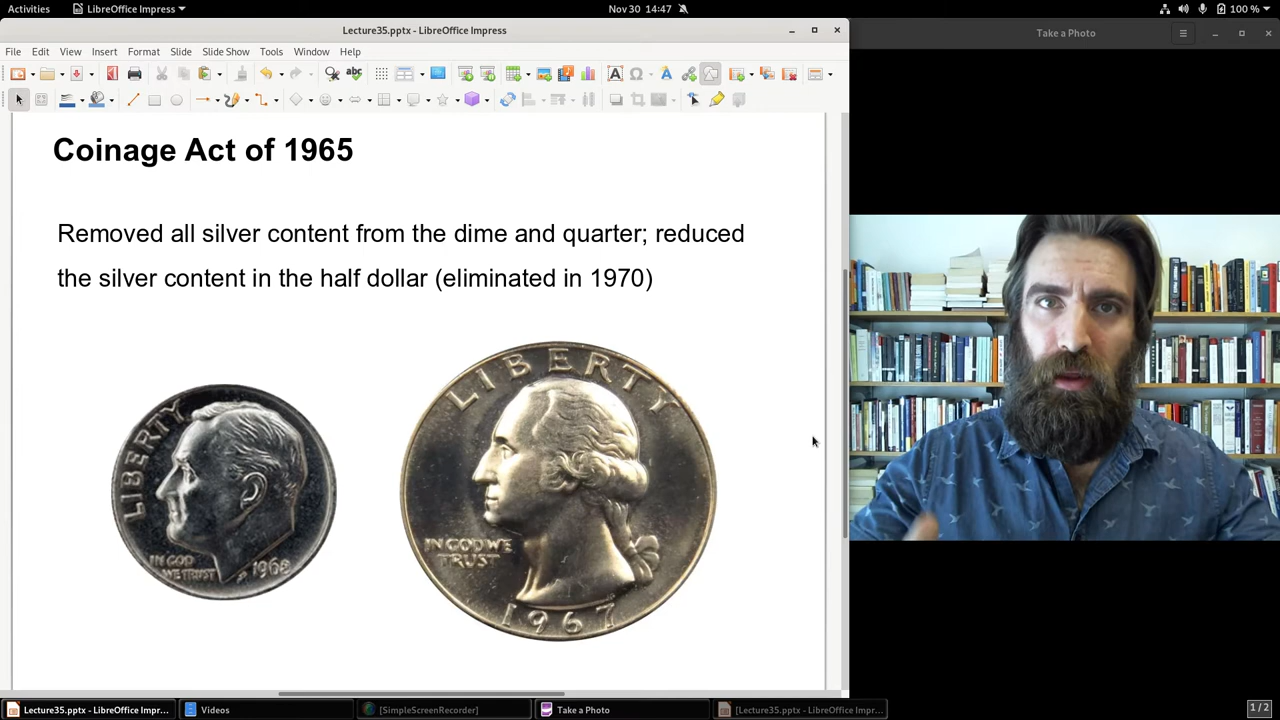 Activities LibreOffice Impress Nov 30 14:47 100 %
Lecture35.pptx - LibreOffice Impress
Take a Photo
File Edit View Insert Format Slide Slide Show Tools Window Help
Coinage Act of 1965
Removed all silver content from the dime and quarter; reduced
the silver content in the half dollar (eliminated in 1970)
LIBERTY
IN GOD
WE TRUST
LIBERTY
IN GOD WE
TRUST
1967
Lecture35.pptx - LibreOffice Impr...
Videos
[SimpleScreenRecorder]
Take a Photo
[Lecture35.pptx - LibreOffice Impr...
1 / 2